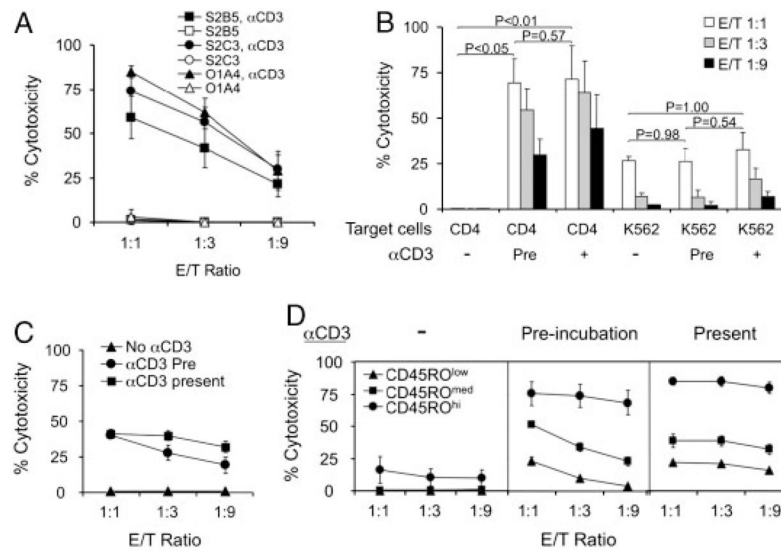 A
S2B5, αCD3
S2B5
S2C3, αCD3
S2C3
O1A4, αCD3
O1A4
100
75
50
25
0
% Cytotoxicity
1:1 1:3 1:9
E/T Ratio
B
E/T 1:1
E/T 1:3
E/T 1:9
P<0.01
P=0.57
P<0.05
P=1.00
P=0.98
P=0.54
100
75
50
25
0
% Cytotoxicity
Target cells CD4 CD4 CD4 K562 K562 K562
αCD3 - Pre + - Pre +
C
No αCD3
αCD3 Pre
αCD3 present
100
75
50
25
0
% Cytotoxicity
1:1 1:3 1:9
E/T Ratio
D
αCD3 - Pre-incubation Present
CD45ROlow
CD45ROmed
CD45ROhi
100
75
50
25
0
% Cytotoxicity
1:1 1:3 1:9 1:1 1:3 1:9 1:1 1:3 1:9
E/T Ratio